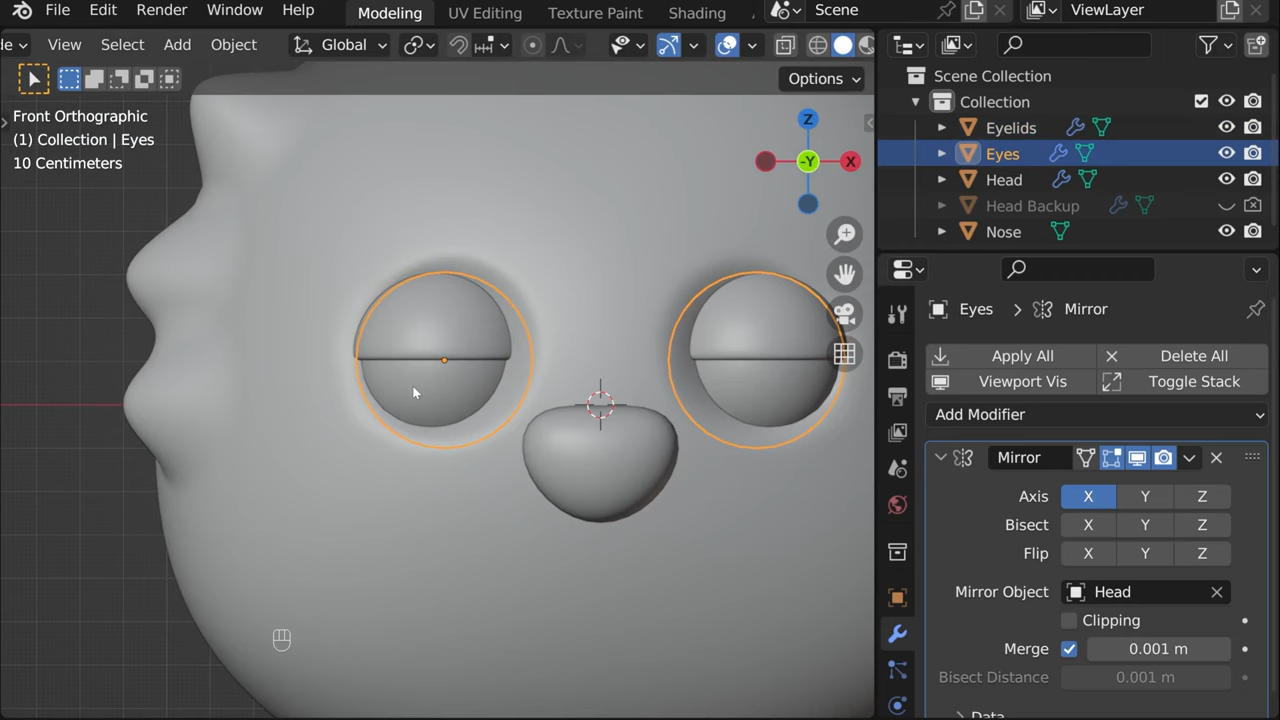 File Edit Render Window Help Modeling UV Editing Texture Paint Shading Scene ViewLayer
de View Select Add Object Global
Options
Front Orthographic
(1) Collection | Eyes
10 Centimeters
Z
-Y
X
Scene Collection
Collection
Eyelids
Eyes
Head
Head Backup
Nose
Eyes > Mirror
Apply All Delete All
Viewport Vis Toggle Stack
Add Modifier
Mirror
Axis X Y Z
Bisect X Y Z
Flip X Y Z
Mirror Object Head
Clipping
Merge 0.001 m
Bisect Distance 0.001 m
Data